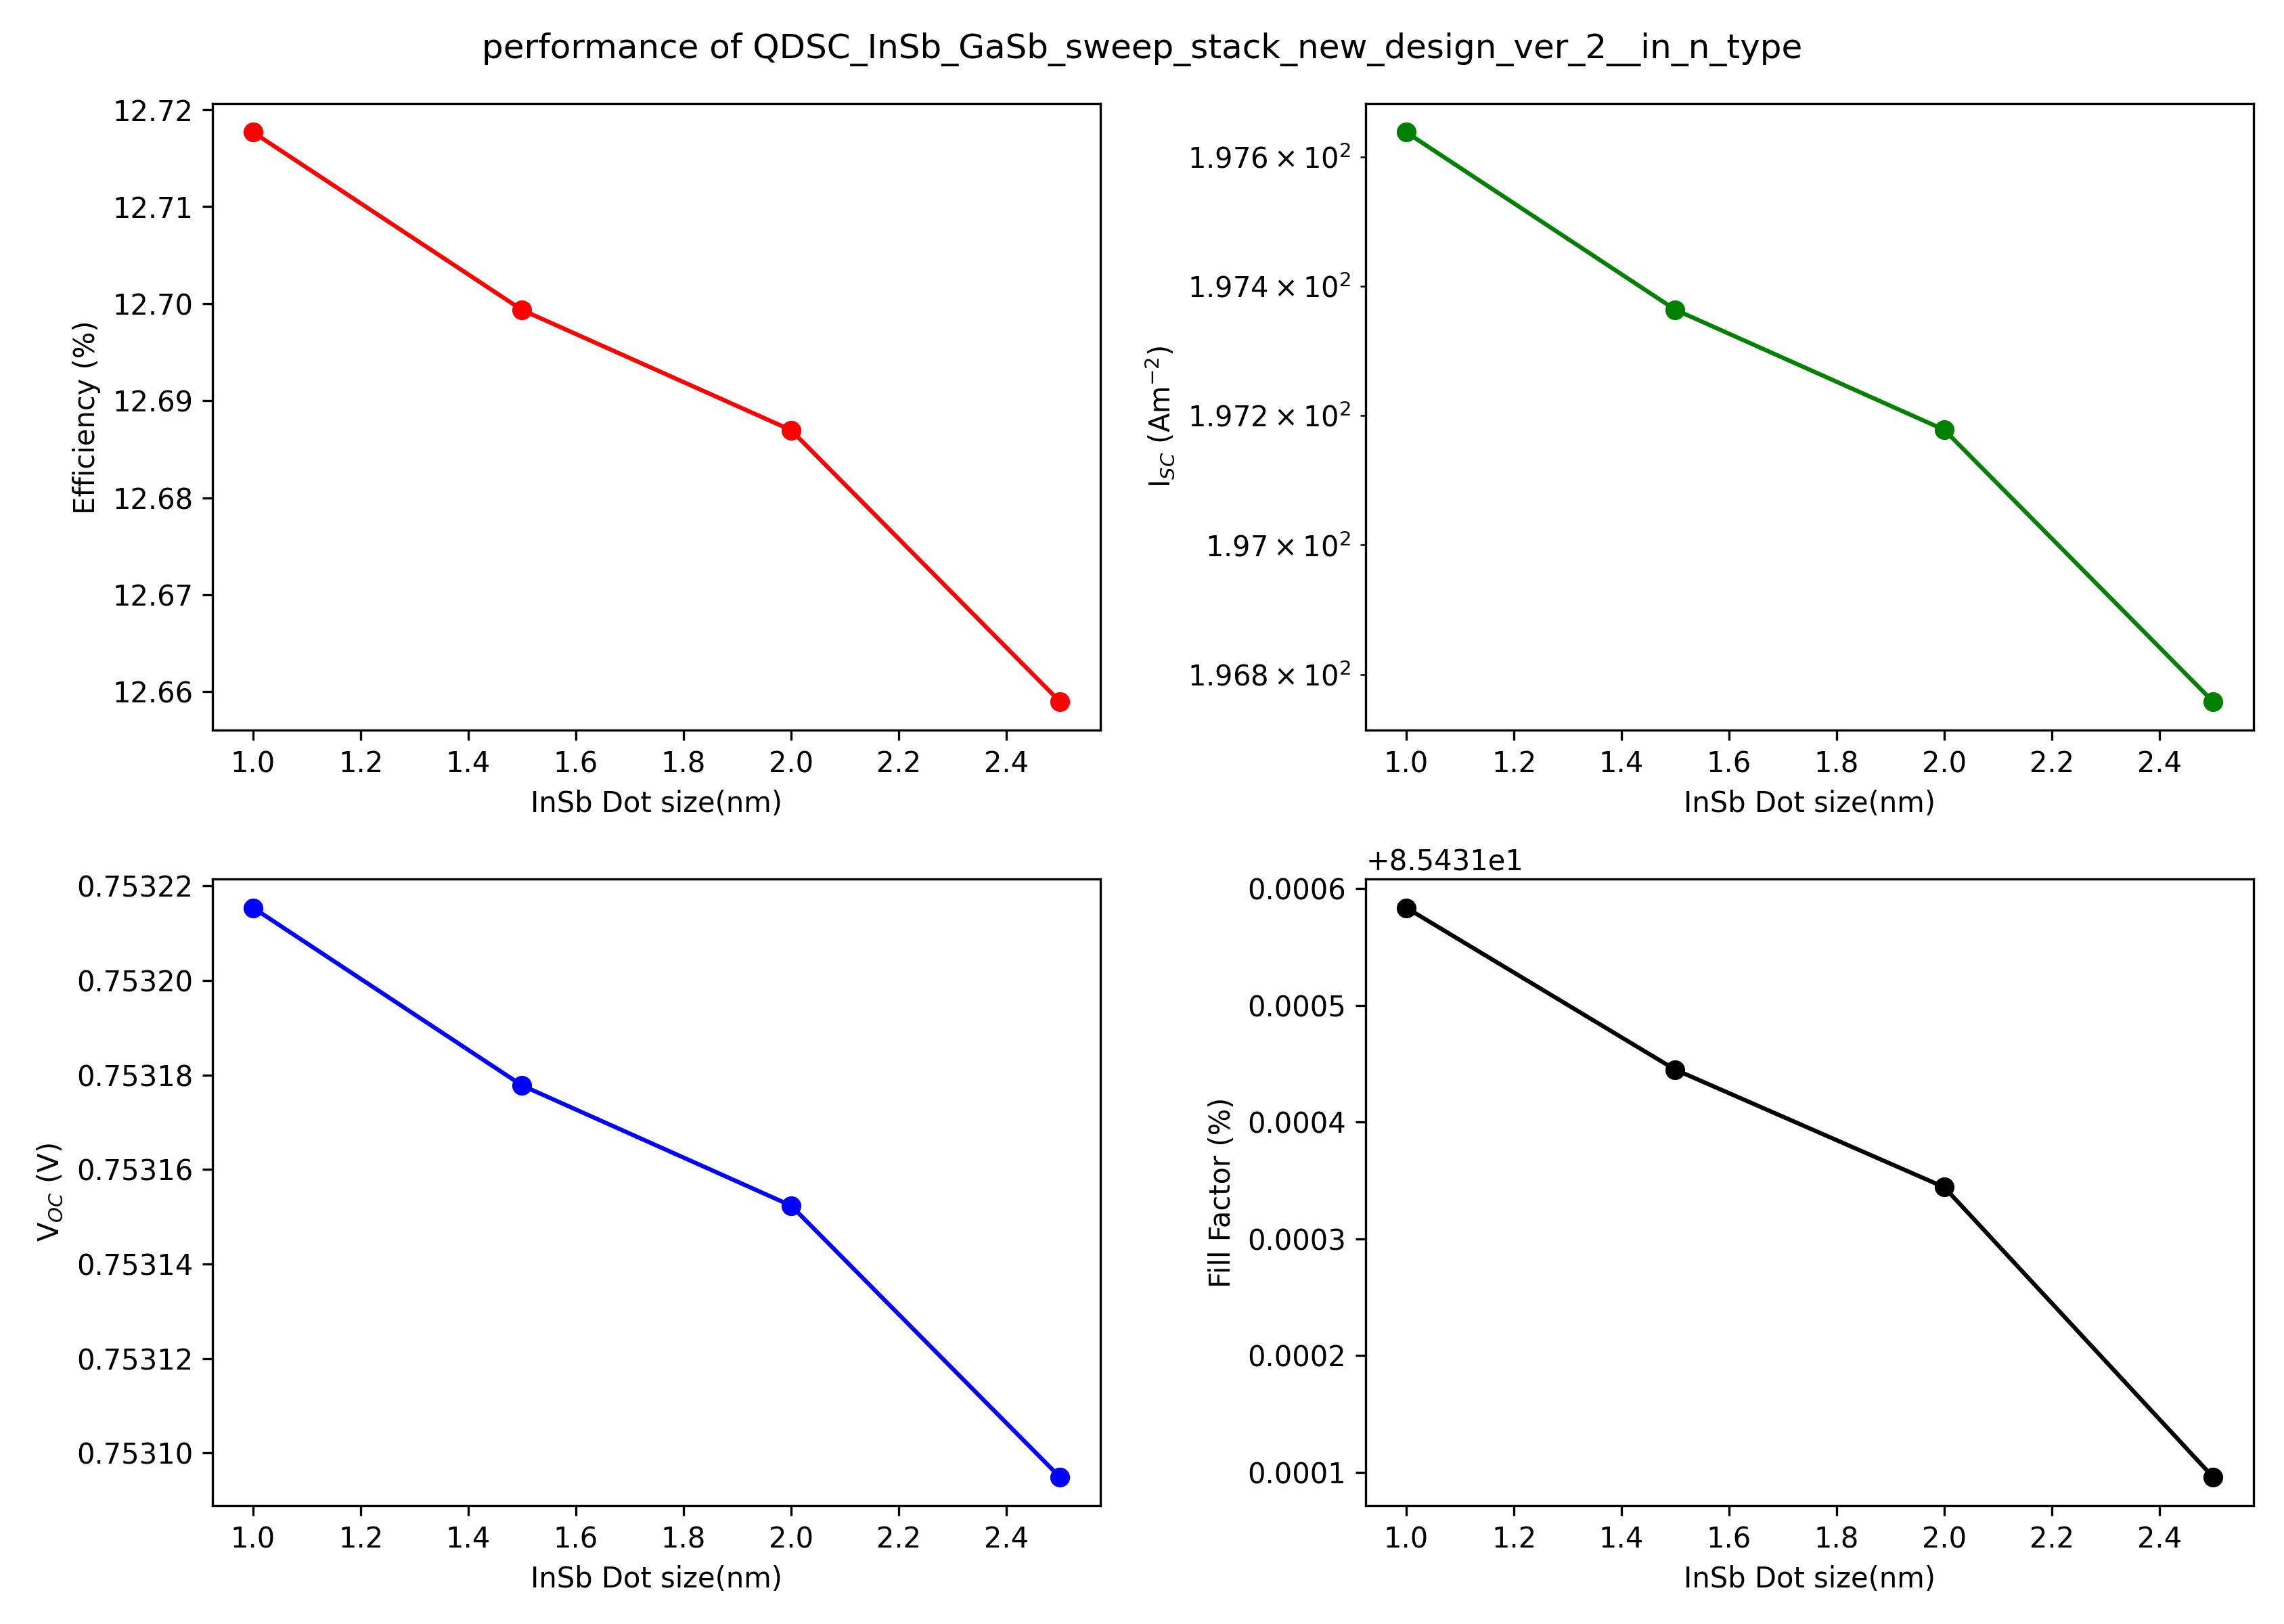 performance of QDSC_InSb_GaSb_sweep_stack_new_design_ver_2__in_n_type
12.72
12.71
12.70
12.69
12.68
12.67
12.66
Efficiency (%)
1.0 1.2 1.4 1.6 1.8 2.0 2.2 2.4
InSb Dot size(nm)
1.976 × 10²
1.974 × 10²
1.972 × 10²
1.97 × 10²
1.968 × 10²
I_SC (Am⁻²)
1.0 1.2 1.4 1.6 1.8 2.0 2.2 2.4
InSb Dot size(nm)
0.75322
0.75320
0.75318
0.75316
0.75314
0.75312
0.75310
V_OC (V)
1.0 1.2 1.4 1.6 1.8 2.0 2.2 2.4
InSb Dot size(nm)
+8.5431e1
0.0006
0.0005
0.0004
0.0003
0.0002
0.0001
Fill Factor (%)
1.0 1.2 1.4 1.6 1.8 2.0 2.2 2.4
InSb Dot size(nm)